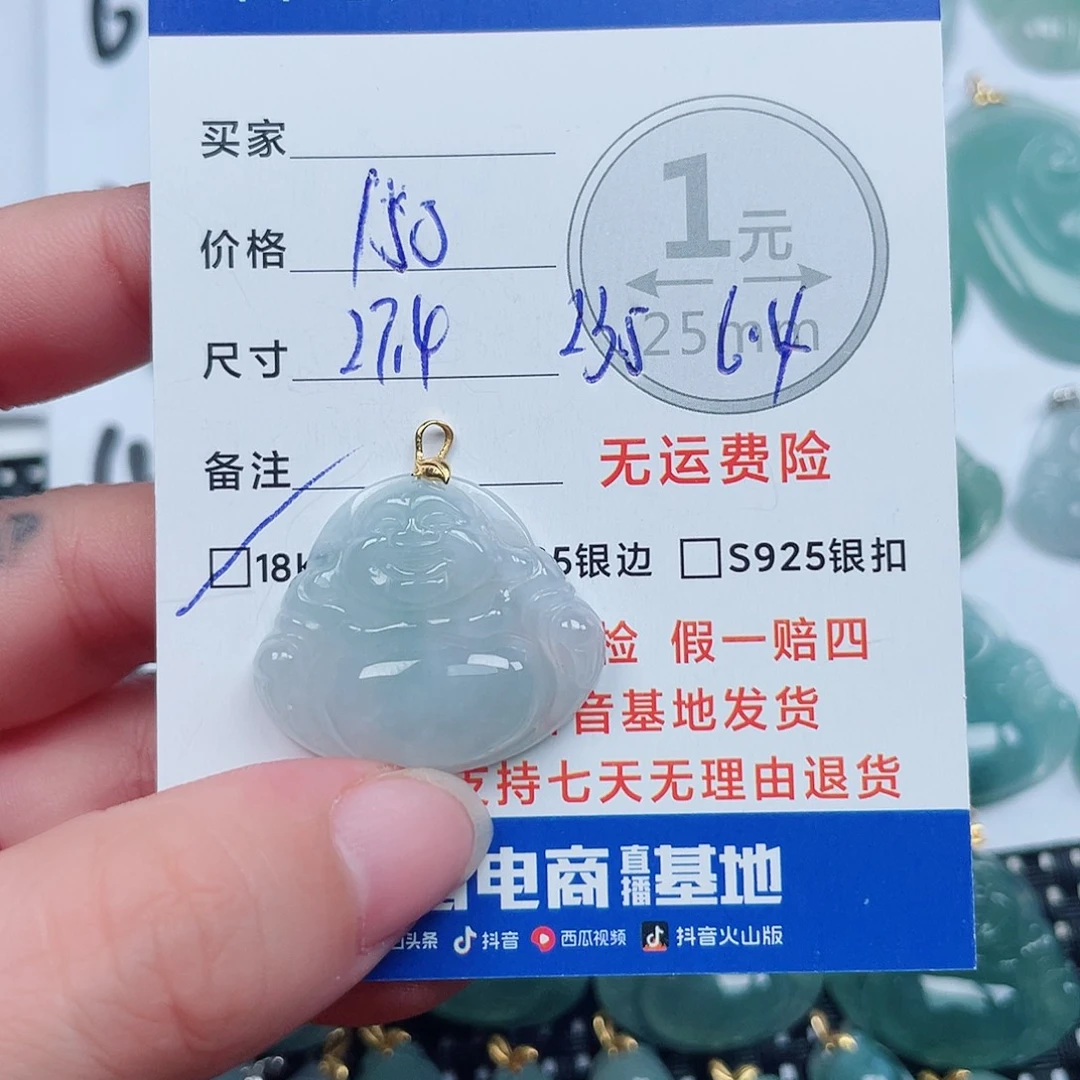 买家
1元
价格 150
25mm
尺寸 27.4 23.5 6.4
备注
无运费险
18k 5银边 S925银扣
检 假一赔四
音基地发货
支持七天无理由退货
电商直播基地
头条 抖音 西瓜视频 抖音火山版